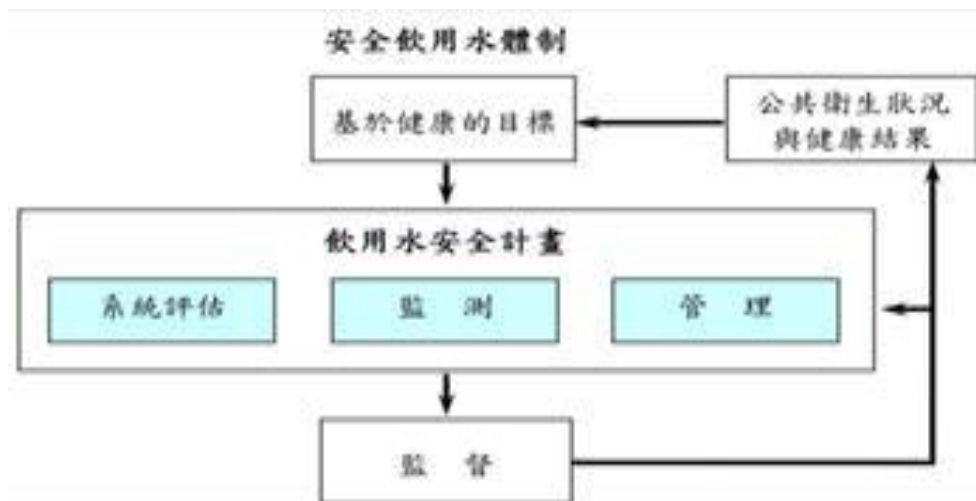 安全飲用水體制
基於健康的目標
公共衛生狀況
與健康結果
飲用水安全計畫
系統評估
監 測
管 理
監 督